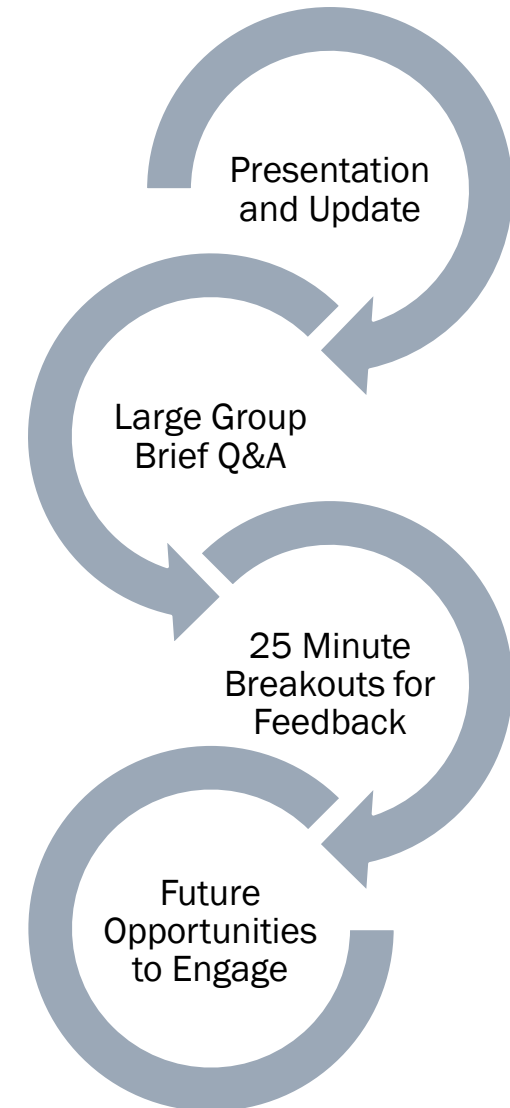 Presentation
and Update
Large Group
Brief Q&A
25 Minute
Breakouts for
Feedback
Future
Opportunities
to Engage